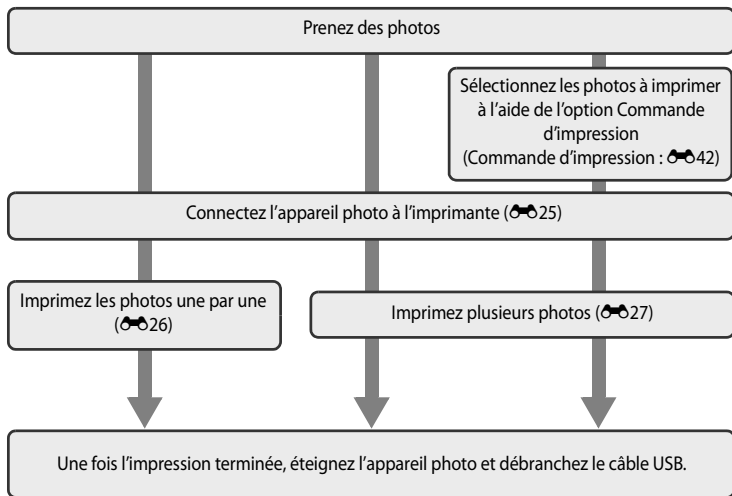 Prenez des photos
Sélectionnez les photos à imprimer
à l'aide de l'option Commande
d'impression
(Commande d'impression : 42)
Connectez l'appareil photo à l'imprimante (25)
Imprimez les photos une par une
(26)
Imprimez plusieurs photos (27)
Une fois l'impression terminée, éteignez l'appareil photo et débranchez le câble USB.